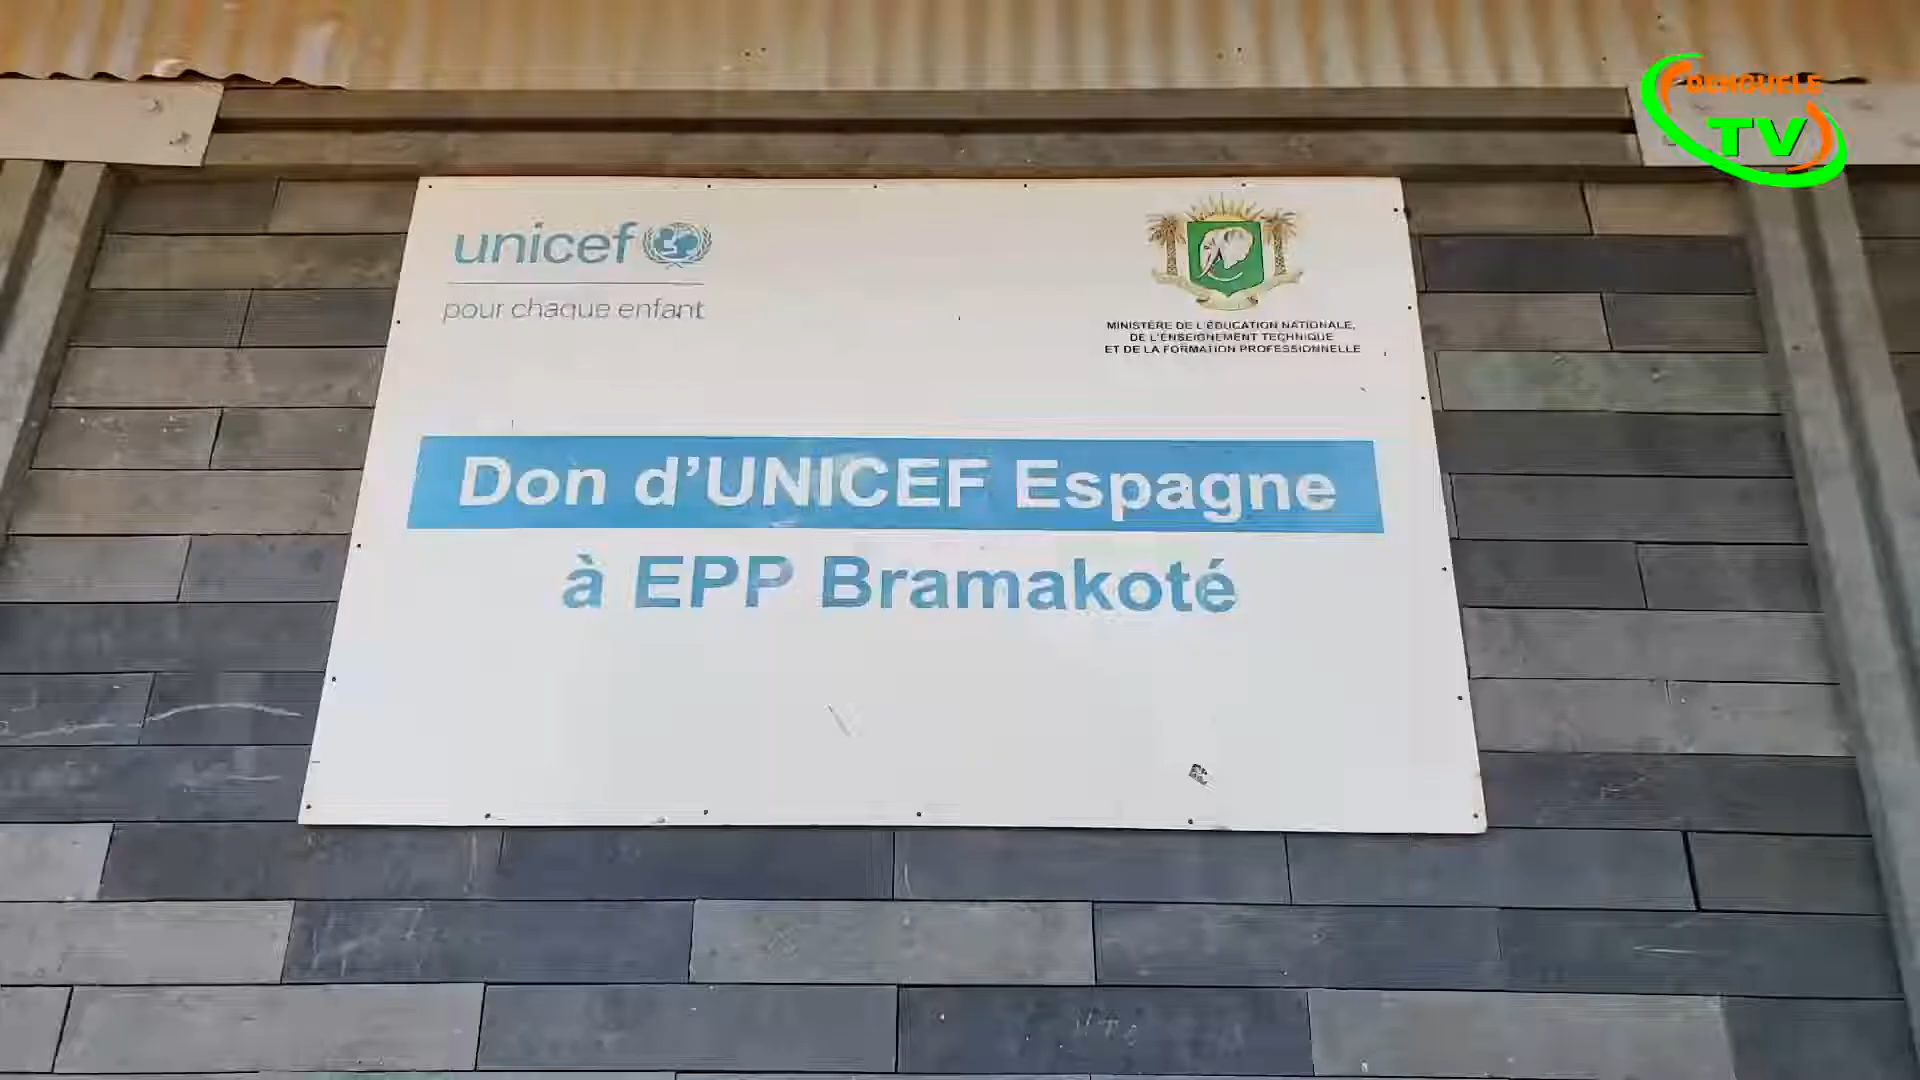 DENGUELE
TV
unicef
pour chaque enfant
MINISTÈRE DE L'ÉDUCATION NATIONALE,
DE L'ENSEIGNEMENT TECHNIQUE
ET DE LA FORMATION PROFESSIONNELLE
Don d'UNICEF Espagne
à EPP Bramakoté